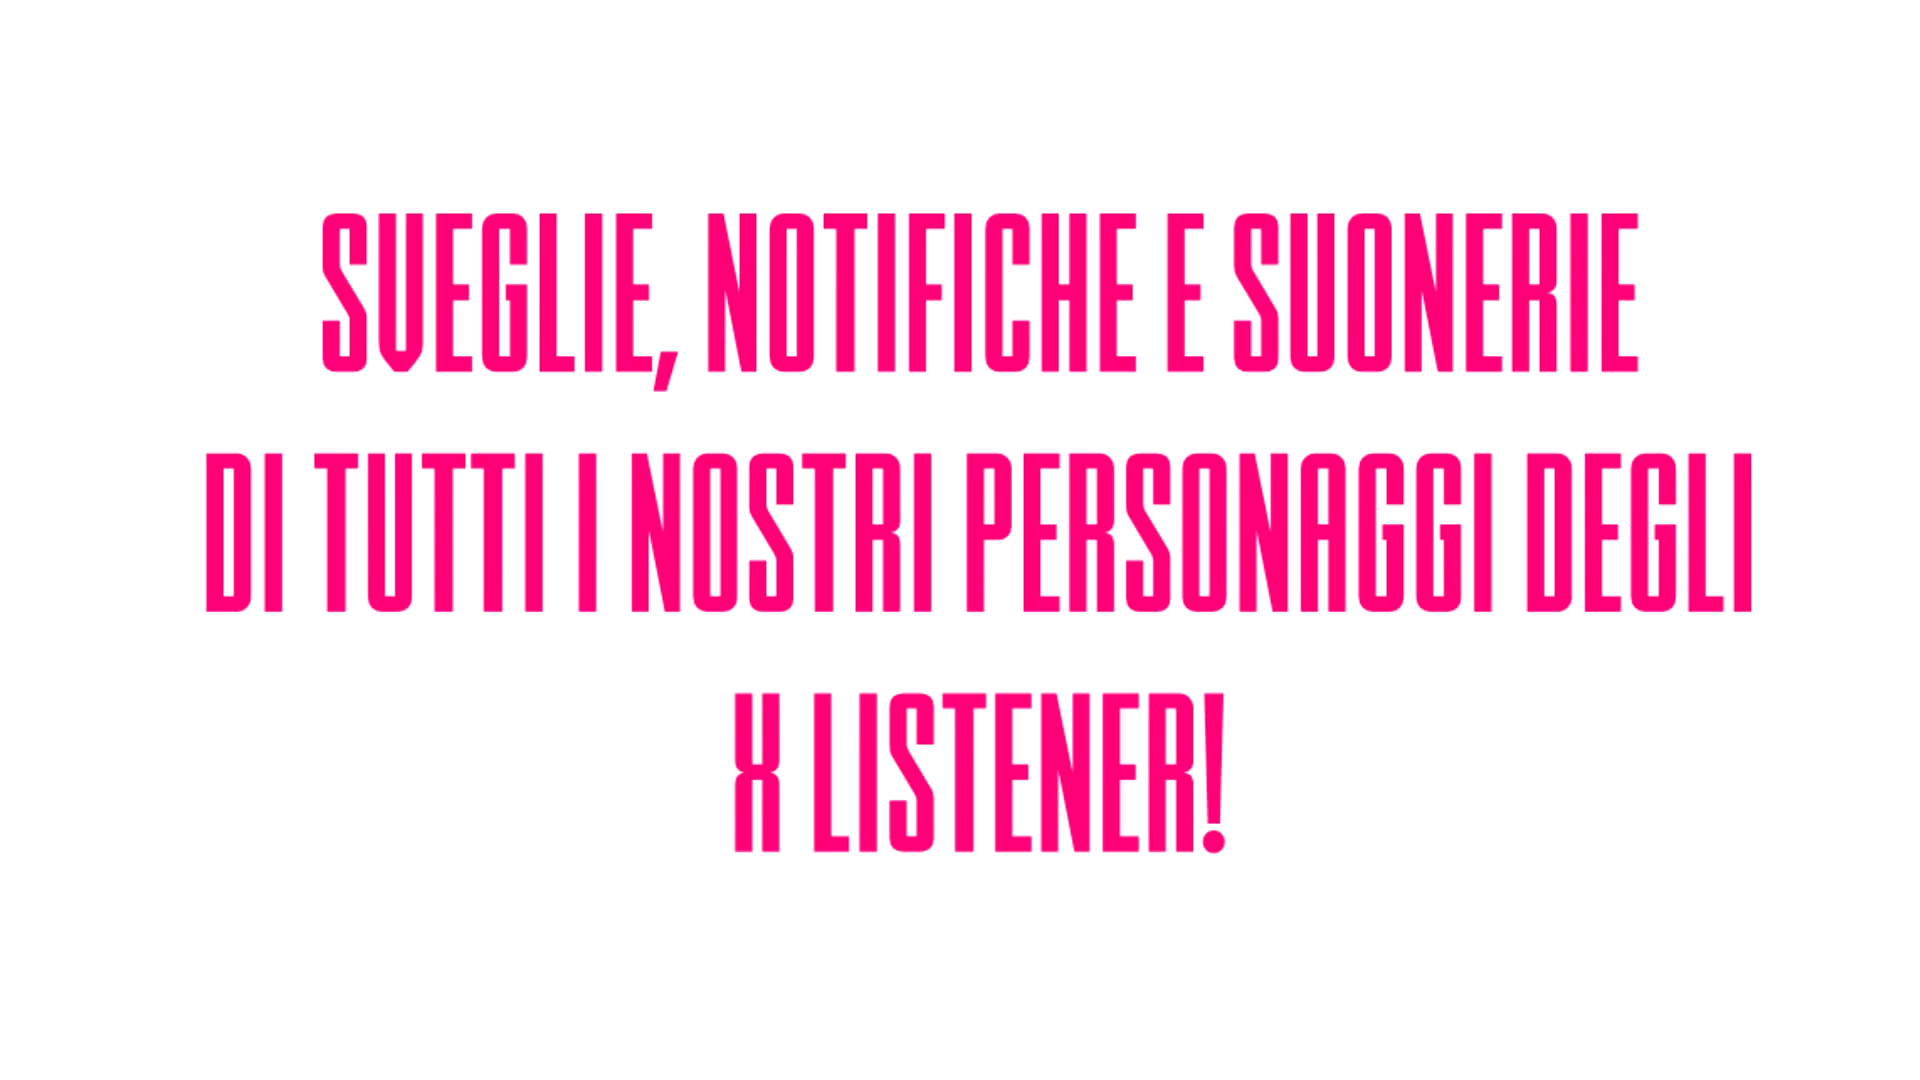 SVEGLIE, NOTIFICHE E SUONERIE
DI TUTTI I NOSTRI PERSONAGGI DEGLI
X LISTENER!